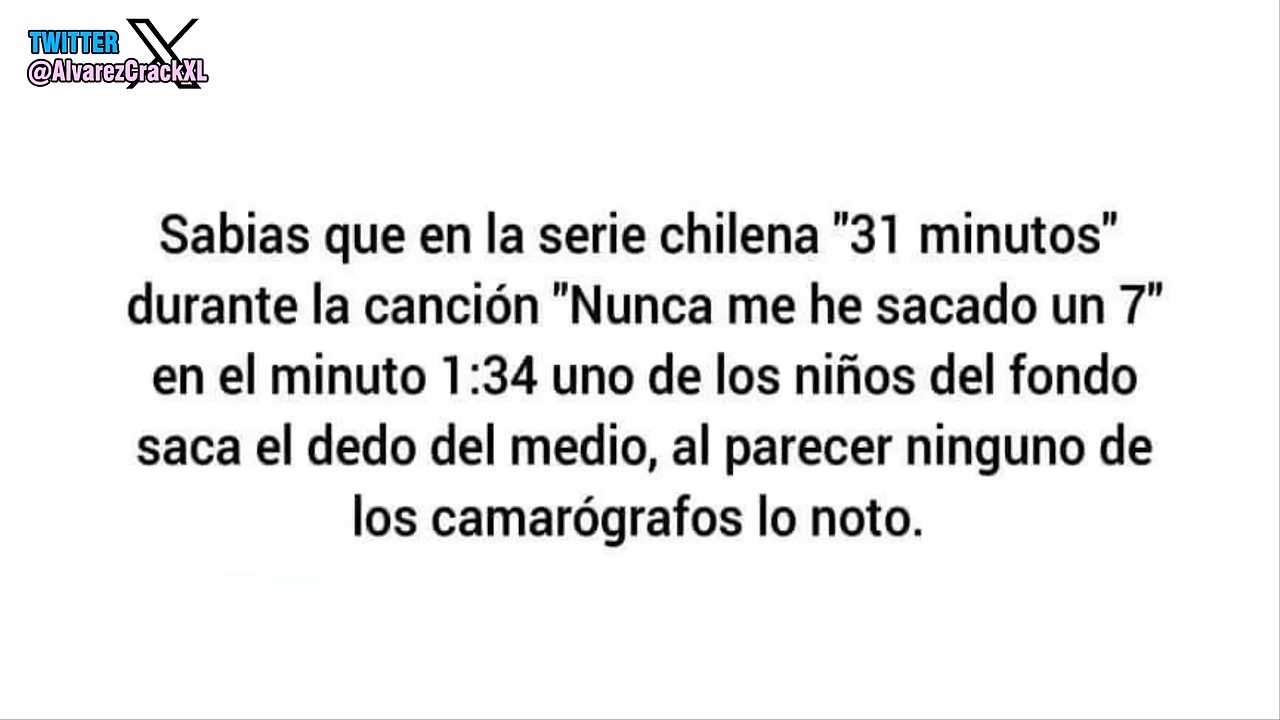 TWITTER
@AlvarezCrackXL
Sabias que en la serie chilena "31 minutos"
durante la canción "Nunca me he sacado un 7"
en el minuto 1:34 uno de los niños del fondo
saca el dedo del medio, al parecer ninguno de
los camarógrafos lo noto.